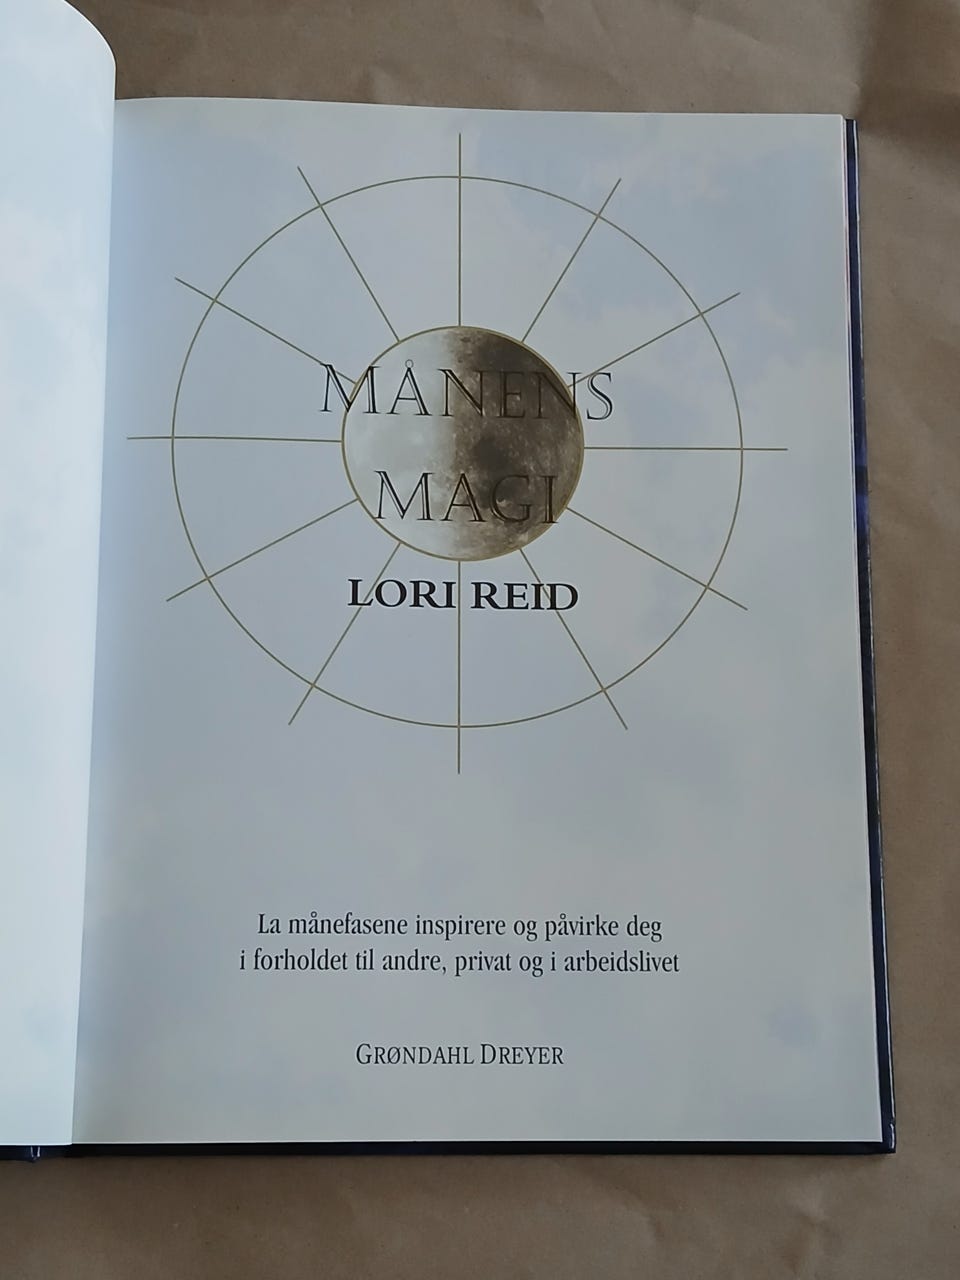 MÅNENS
MAGI
LORI REID
La månefasene inspirere og påvirke deg
i forholdet til andre, privat og i arbeidslivet
GRØNDAHL DREYER